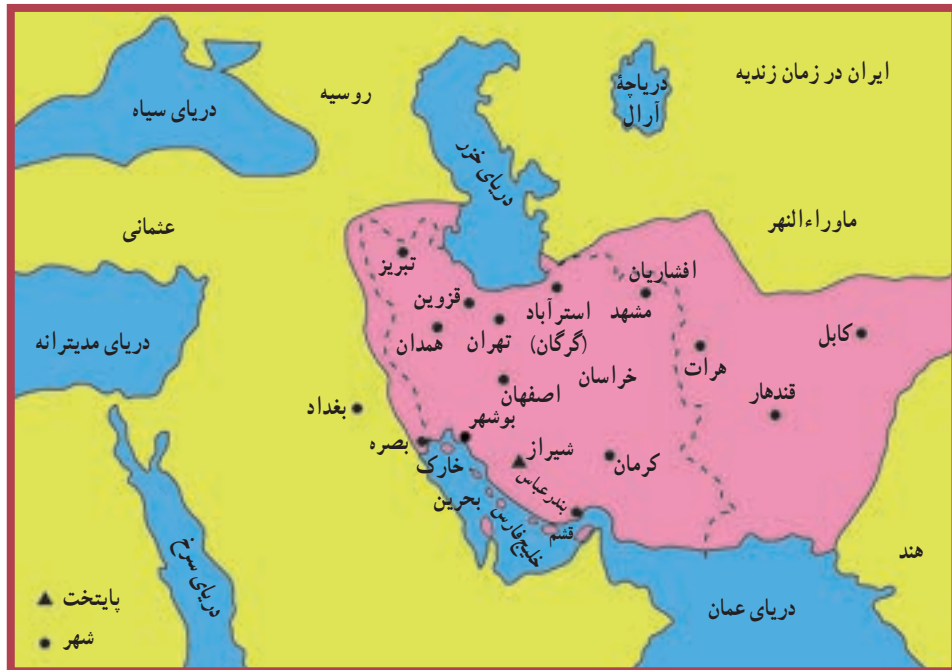 ایران در زمان زندیه
دریاچهٔ
آرال
روسیه
دریای سیاه
دریای خزر
ماوراءالنهر
عثمانی
افشاریان
تبریز
مشهد
استرآباد
(گرگان)
قزوین
تهران
همدان
کابل
هرات
دریای مدیترانه
خراسان
اصفهان
قندهار
بغداد
بوشهر
بصره
شیراز
کرمان
خارک
بندرعباس
بحرین
خلیج فارس
قشم
هند
دریای سرخ
دریای عمان
پایتخت
شهر